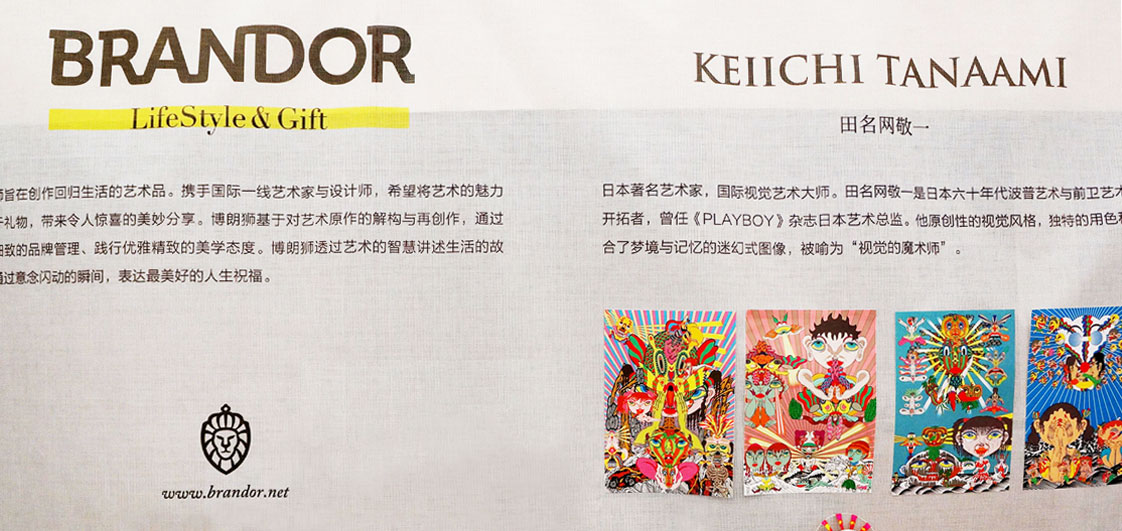 BRANDOR
LifeStyle & Gift
旨在创作回归生活的艺术品。携手国际一线艺术家与设计师，希望将艺术的魅力
礼物，带来令人惊喜的美妙分享。博朗狮基于对艺术原作的解构与再创作，通过
致的品牌管理、践行优雅精致的美学态度。博朗狮透过艺术的智慧讲述生活的故
过意念闪动的瞬间，表达最美好的人生祝福。
www.brandor.net
KEIICHI TANAAMI
田名网敬一
日本著名艺术家，国际视觉艺术大师。田名网敬一是日本六十年代波普艺术与前卫艺术
开拓者，曾任《PLAYBOY》杂志日本艺术总监。他原创性的视觉风格，独特的用色和
合了梦境与记忆的迷幻式图像，被喻为“视觉的魔术师”。